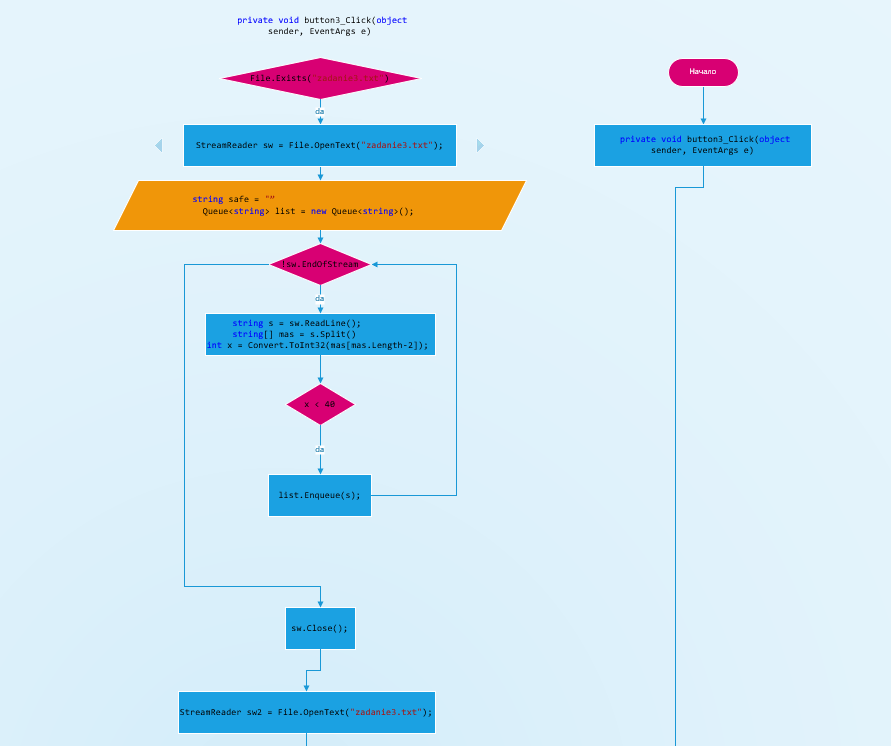 private void button3_Click(object
sender, EventArgs e)
File.Exists("zadanie3.txt")
da
StreamReader sw = File.OpenText("zadanie3.txt");
string safe = ""
Queue<string> list = new Queue<string>();
!sw.EndOfStream
da
string s = sw.ReadLine();
string[] mas = s.Split()
int x = Convert.ToInt32(mas[mas.Length-2]);
x < 40
da
list.Enqueue(s);
sw.Close();
StreamReader sw2 = File.OpenText("zadanie3.txt");
Начало
private void button3_Click(object
sender, EventArgs e)